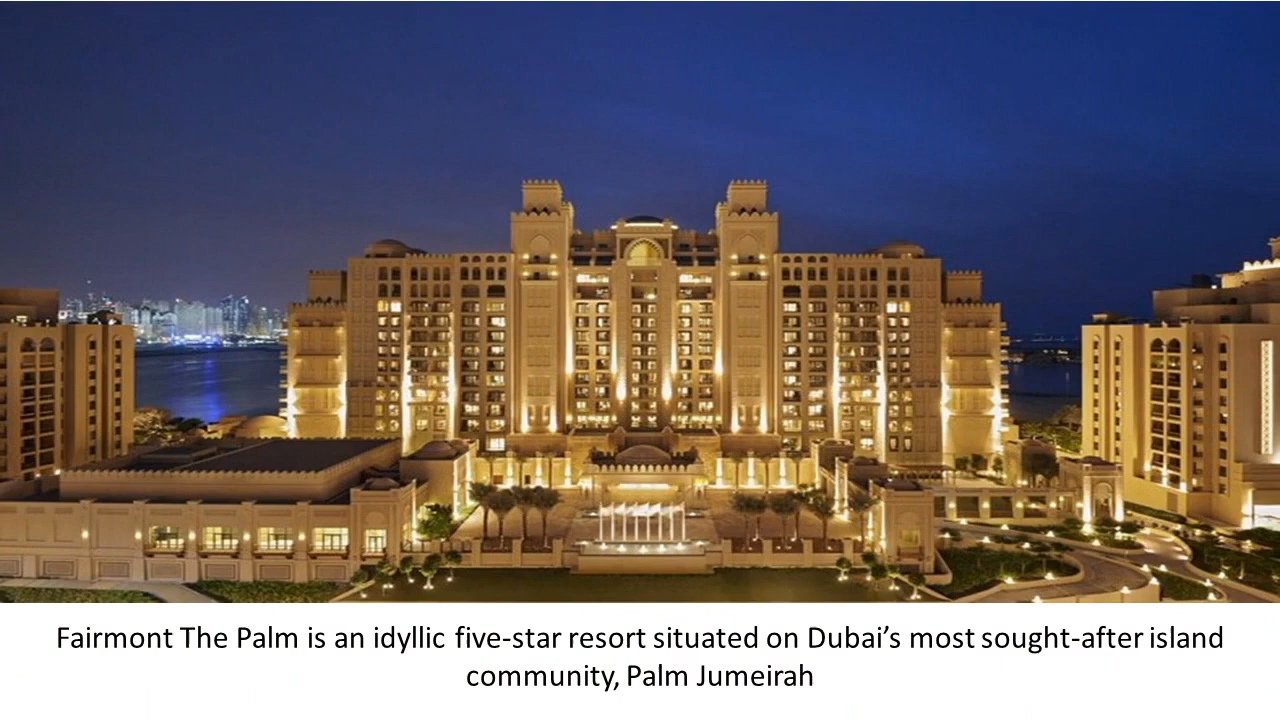 Fairmont The Palm is an idyllic five-star resort situated on Dubai’s most sought-after island
community, Palm Jumeirah